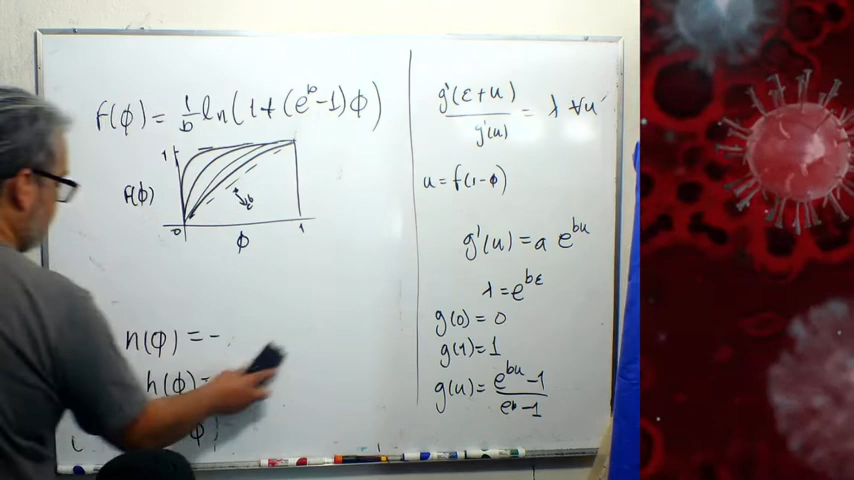 f(φ) = 1/b ln(1+(e^b-1)φ)
1
f(φ)
b
0
φ
1
n(φ) = -
h(φ)=
φ)
g'(ε+u)/g'(u) = λ ∀u
u = f(1-φ)
g'(u) = a e^{bu}
λ = e^{bε}
g(0) = 0
g(1) = 1
g(u) = (e^{bu} -1)/(e^b -1)